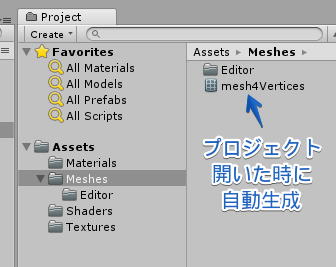 Project
Create
Favorites
All Materials
All Models
All Prefabs
All Scripts
Assets
Materials
Meshes
Editor
Shaders
Textures
Assets ▸ Meshes ▸
Editor
mesh4Vertices
プロジェクト
開いた時に
自動生成